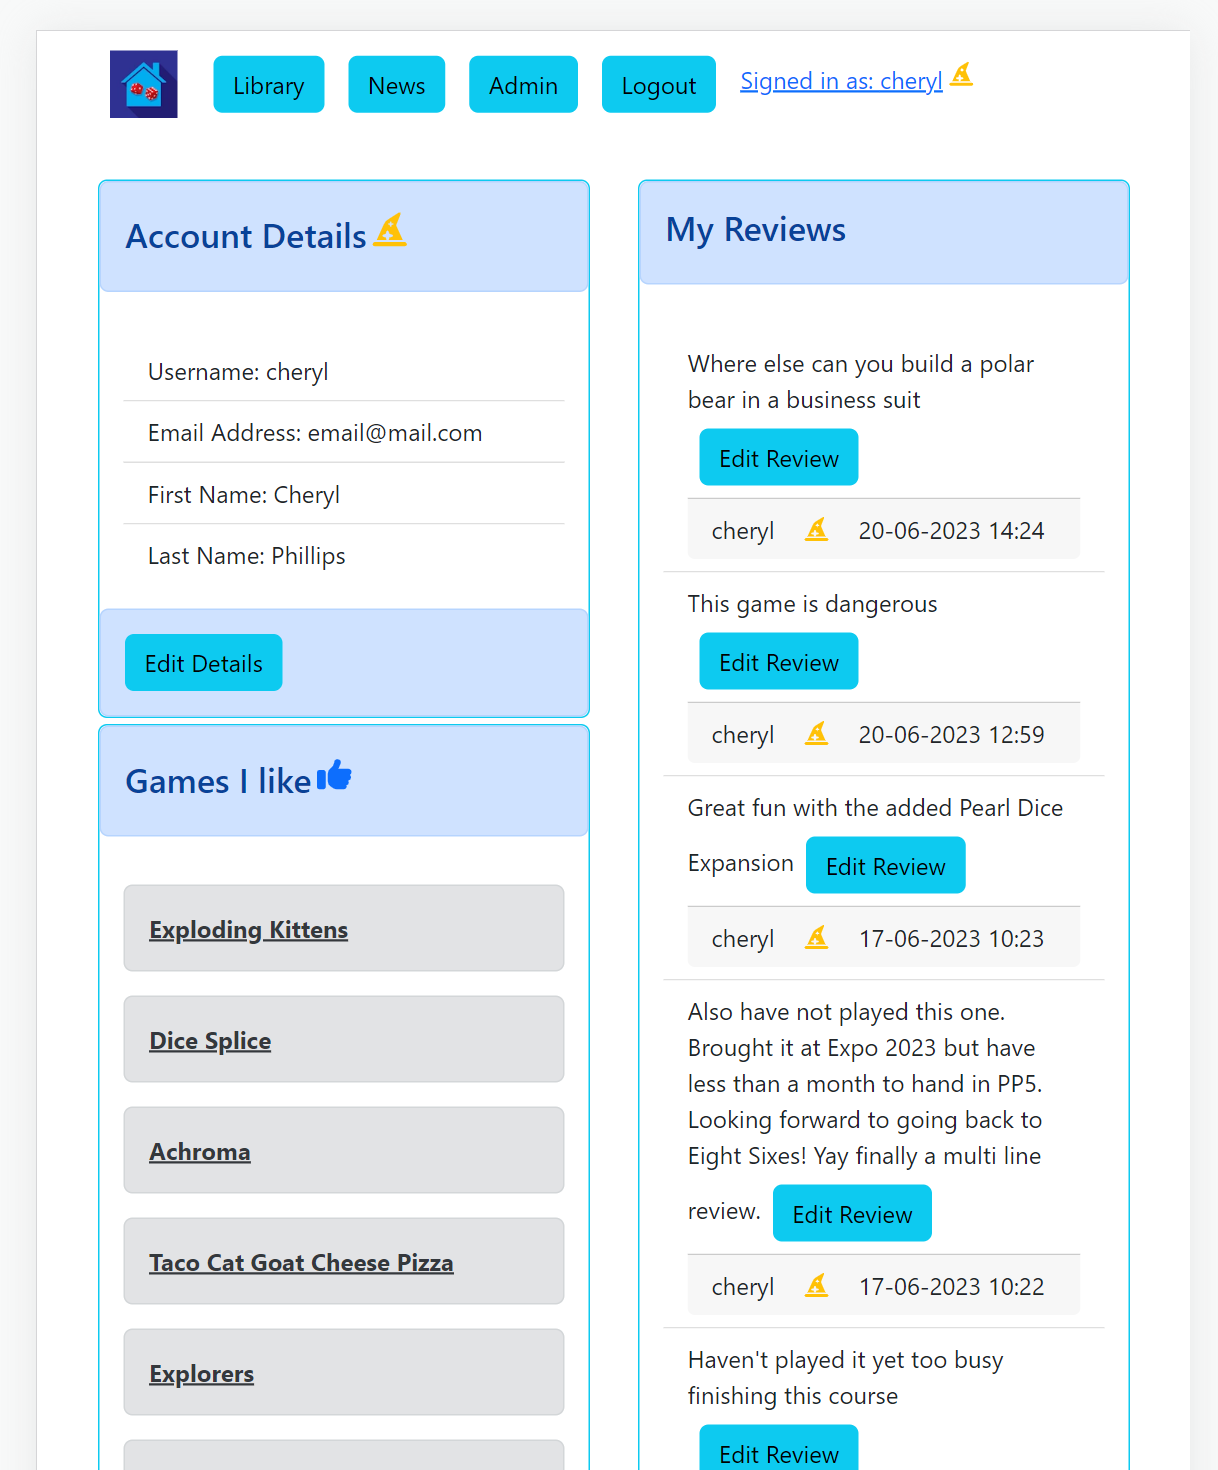 Library
News
Admin
Logout
Signed in as: cheryl
Account Details
Username: cheryl
Email Address: email@mail.com
First Name: Cheryl
Last Name: Phillips
Edit Details
Games I like
Exploding Kittens
Dice Splice
Achroma
Taco Cat Goat Cheese Pizza
Explorers
My Reviews
Where else can you build a polar
bear in a business suit
Edit Review
cheryl 20-06-2023 14:24
This game is dangerous
Edit Review
cheryl 20-06-2023 12:59
Great fun with the added Pearl Dice
Expansion Edit Review
cheryl 17-06-2023 10:23
Also have not played this one.
Brought it at Expo 2023 but have
less than a month to hand in PP5.
Looking forward to going back to
Eight Sixes! Yay finally a multi line
review. Edit Review
cheryl 17-06-2023 10:22
Haven't played it yet too busy
finishing this course
Edit Review